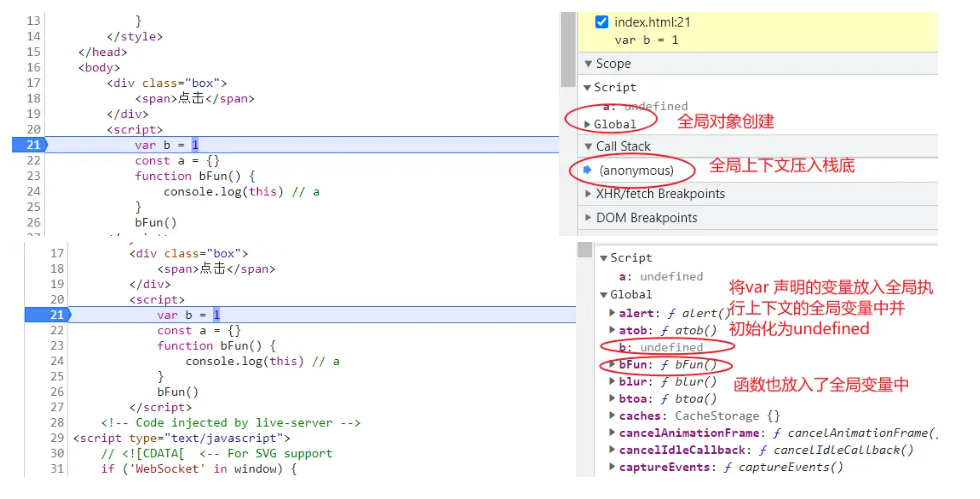 13 }
14 </style>
15 </head>
16 <body>
17 <div class="box">
18 <span>点击</span>
19 </div>
20 <script>
21 var b = 1
22 const a = {}
23 function bFun() {
24 console.log(this) // a
25 }
26 bFun()
index.html:21
var b = 1
Scope
Script
a: undefined
Global
全局对象创建
Call Stack
(anonymous)
全局上下文压入栈底
XHR/fetch Breakpoints
DOM Breakpoints
17 <div class="box">
18 <span>点击</span>
19 </div>
20 <script>
21 var b = 1
22 const a = {}
23 function bFun() {
24 console.log(this) // a
25 }
26 bFun()
27 </script>
28 <!-- Code injected by live-server -->
29 <script type="text/javascript">
30 // <![CDATA[ <-- For SVG support
31 if ('WebSocket' in window) {
Script
a: undefined
Global
alert: ƒ alert()
atob: ƒ atob()
b: undefined
bFun: ƒ bFun()
blur: ƒ blur()
btoa: ƒ btoa()
caches: CacheStorage {}
cancelAnimationFrame: ƒ cancelAnimationFrame()
cancelIdleCallback: ƒ cancelIdleCallback()
captureEvents: ƒ captureEvents()
将var 声明的变量放入全局执
行上下文的全局变量中并
初始化为undefined
函数也放入了全局变量中